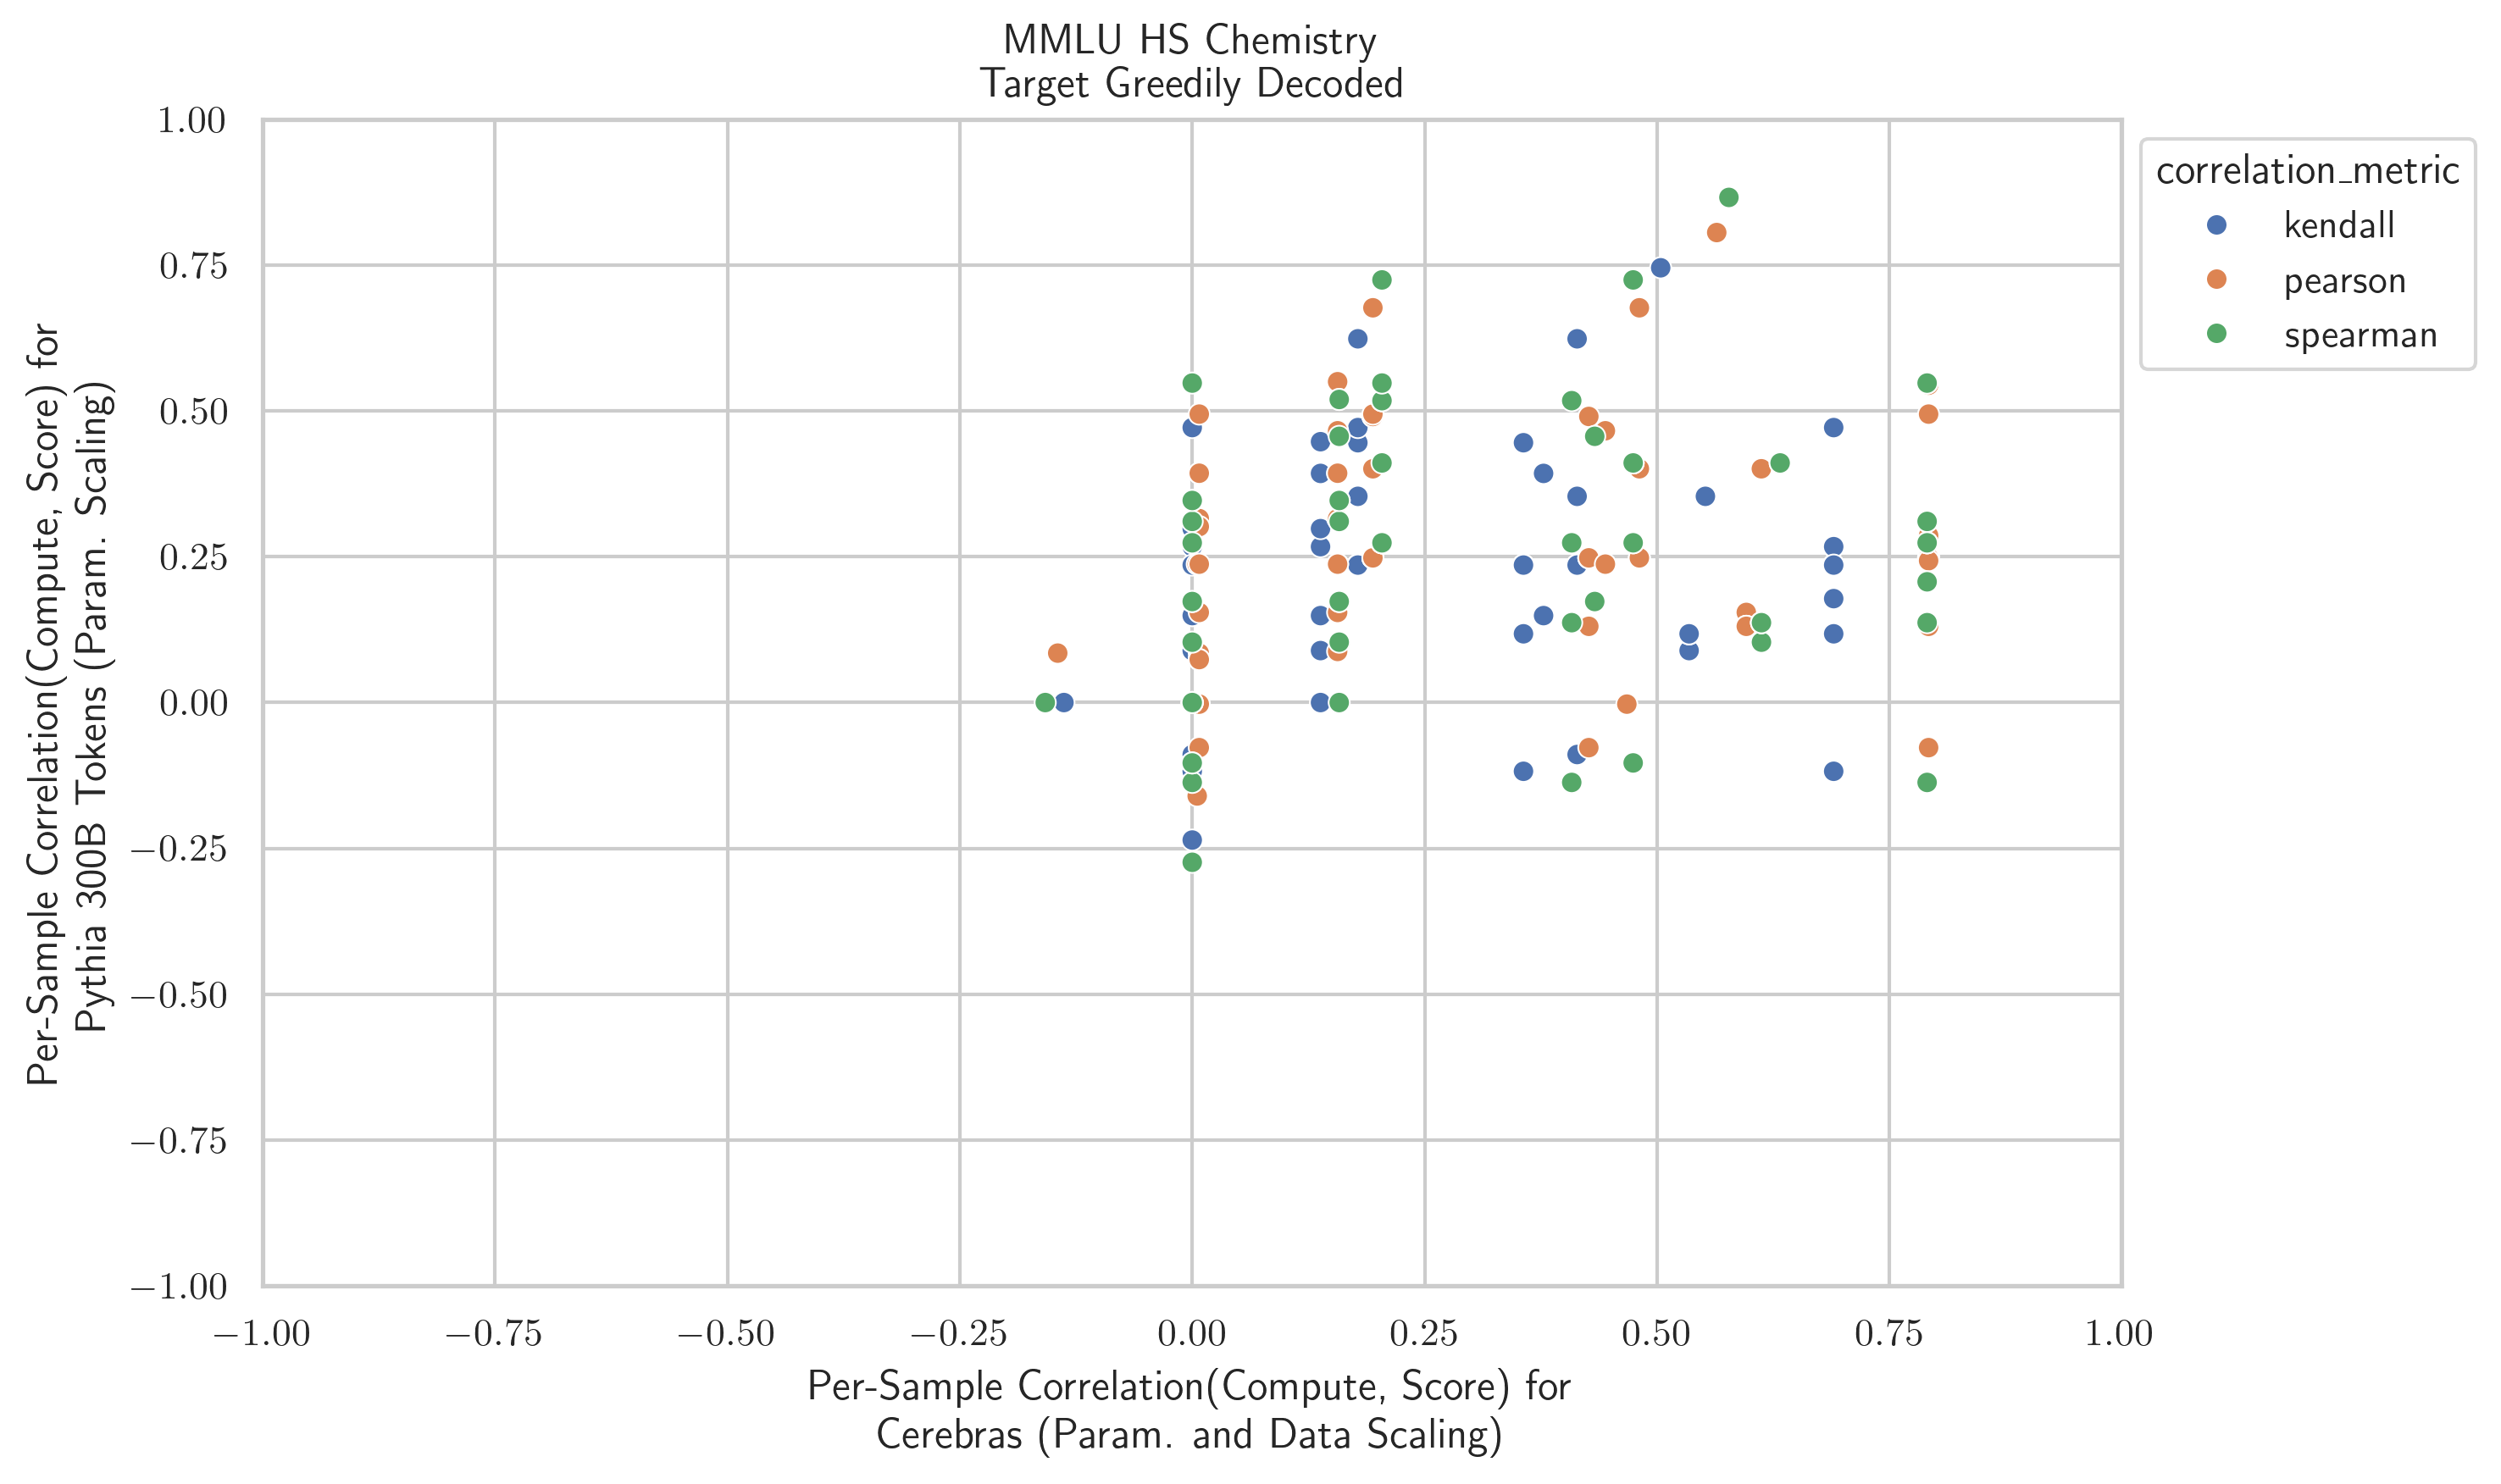 MMLU HS Chemistry
Target Greedily Decoded
Per-Sample Correlation(Compute, Score) for
Pythia 300B Tokens (Param. Scaling)
1.00
0.75
0.50
0.25
0.00
−0.25
−0.50
−0.75
−1.00
−1.00 −0.75 −0.50 −0.25 0.00 0.25 0.50 0.75 1.00
Per-Sample Correlation(Compute, Score) for
Cerebras (Param. and Data Scaling)
correlation_metric
kendall
pearson
spearman